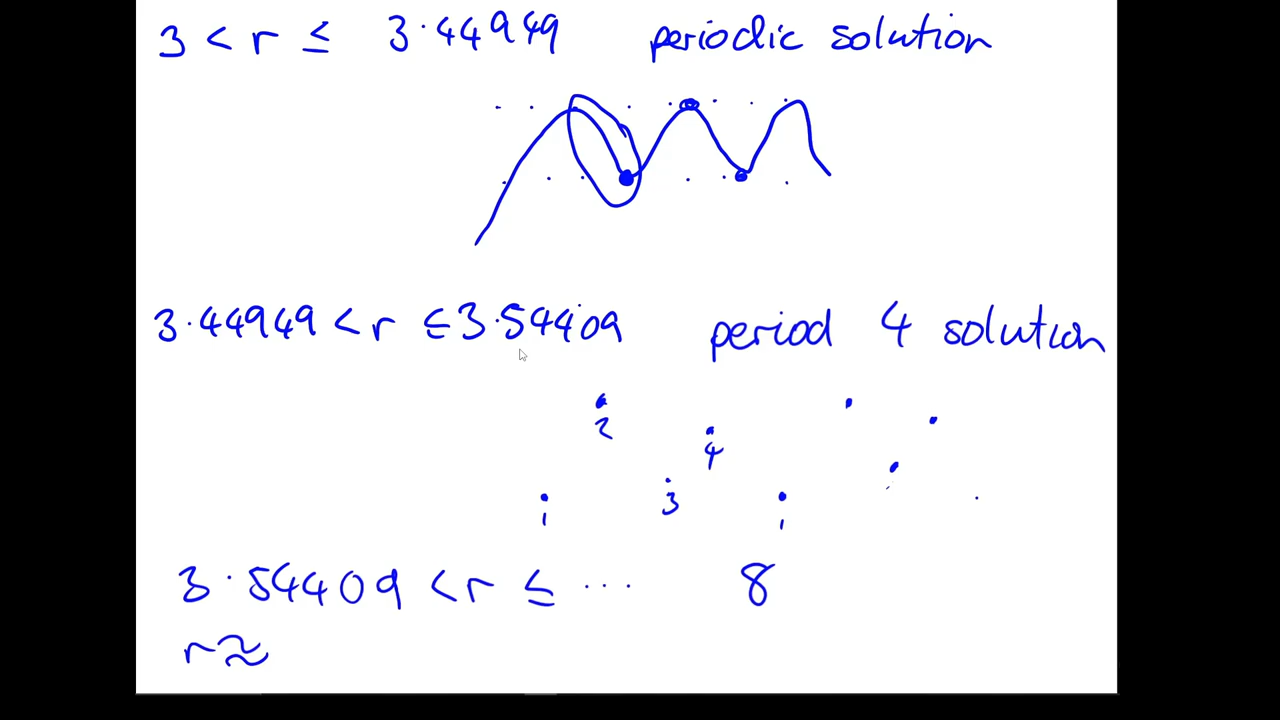 3 < r ≤ 3.44949 periodic solution
3.44949 < r ≤ 3.54409 period 4 solution
2
4
1 3 1
3.54409 < r ≤ ... 8
r ≈